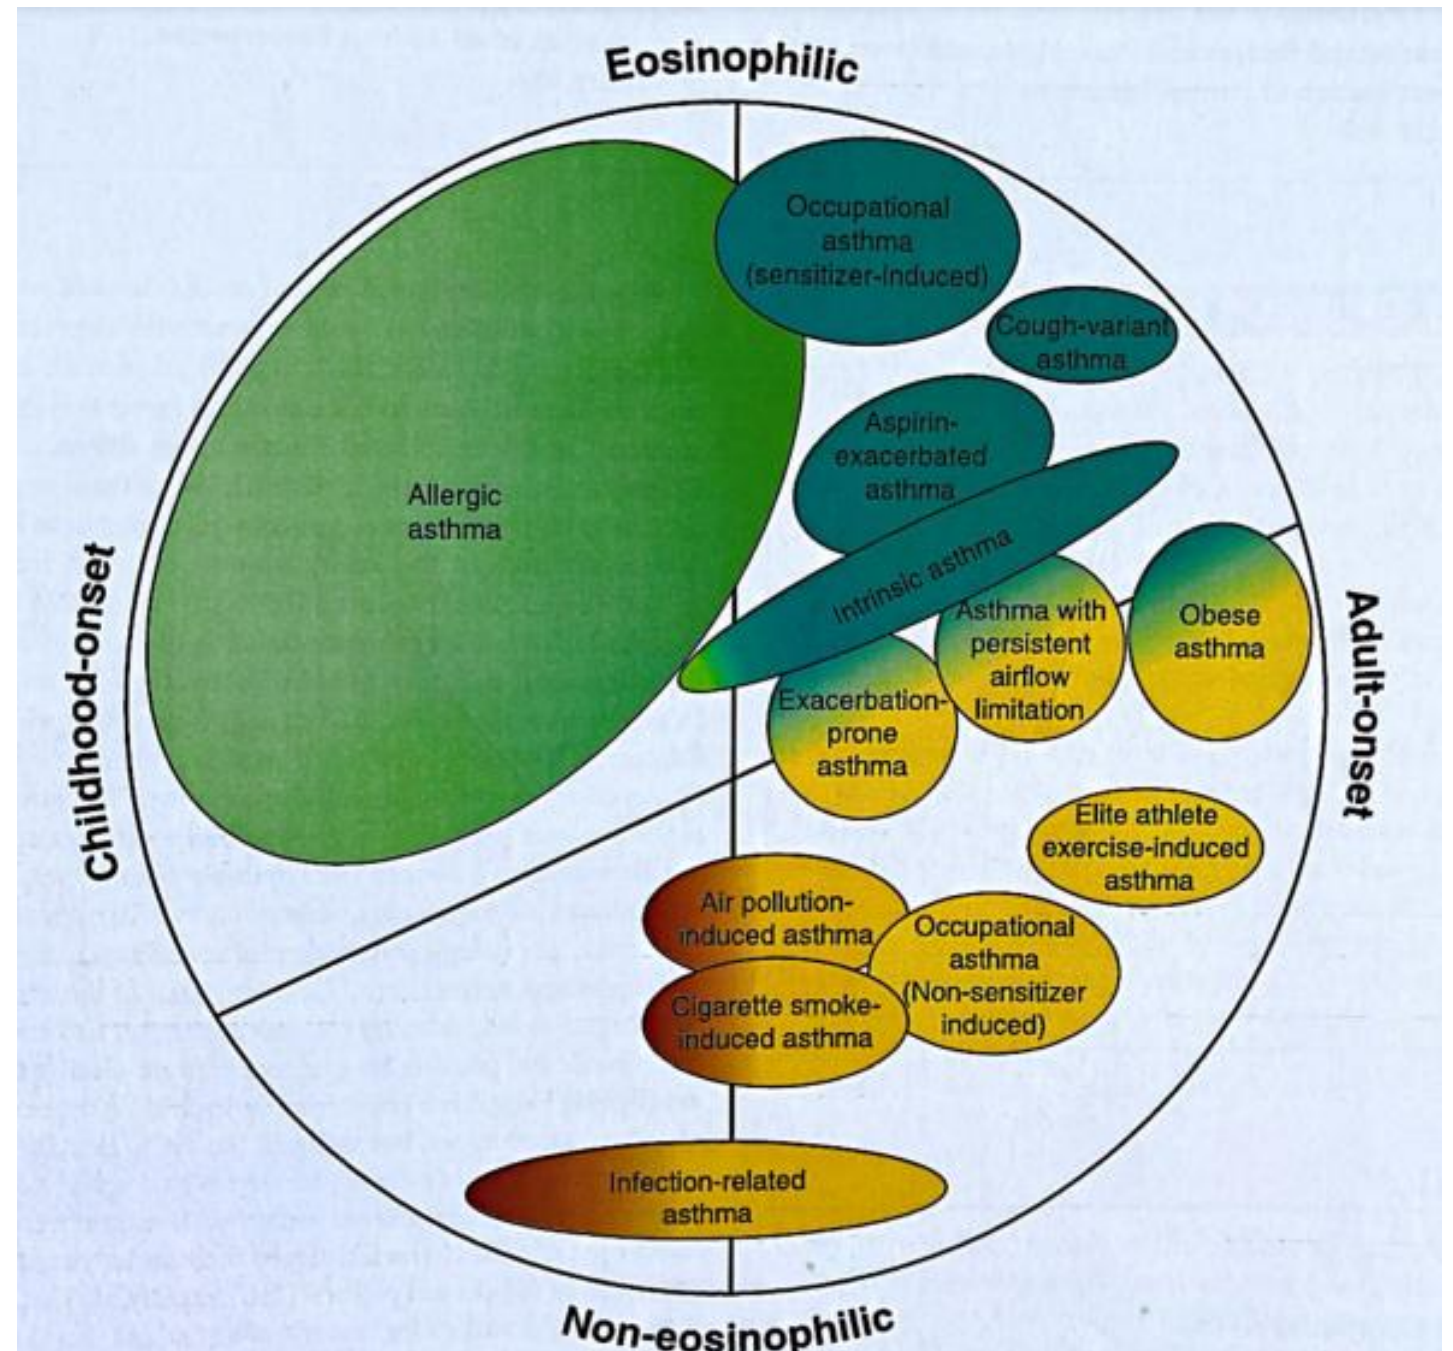 Eosinophilic
Occupational
asthma
(sensitizer-induced)
Cough-variant
asthma
Aspirin-
exacerbated
asthma
Allergic
asthma
Intrinsic asthma
Childhood-onset
Adult-onset
Asthma with
persistent
airflow
limitation
Obese
asthma
Exacerbation-
prone
asthma
Elite athlete
exercise-induced
asthma
Air pollution-
induced asthma
Occupational
asthma
(Non-sensitizer
induced)
Cigarette smoke-
induced asthma
Infection-related
asthma
Non-eosinophilic